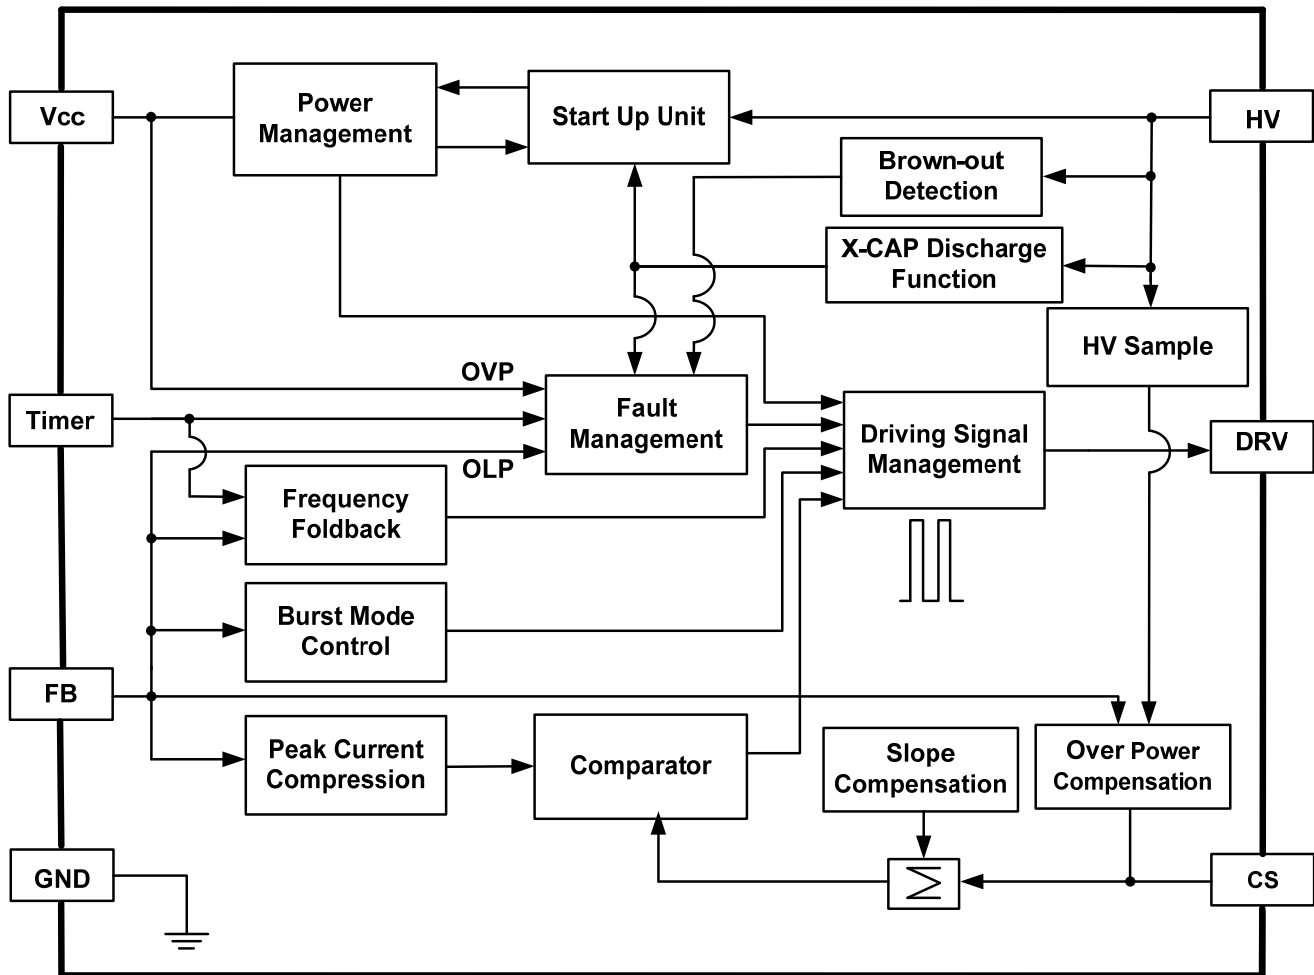 Vcc
Power
Management
Start Up Unit
HV
Brown-out
Detection
X-CAP Discharge
Function
HV Sample
OVP
Timer
Fault
Management
Driving Signal
Management
DRV
OLP
Frequency
Foldback
Burst Mode
Control
FB
Peak Current
Compression
Comparator
Slope
Compensation
Over Power
Compensation
GND
Σ
CS